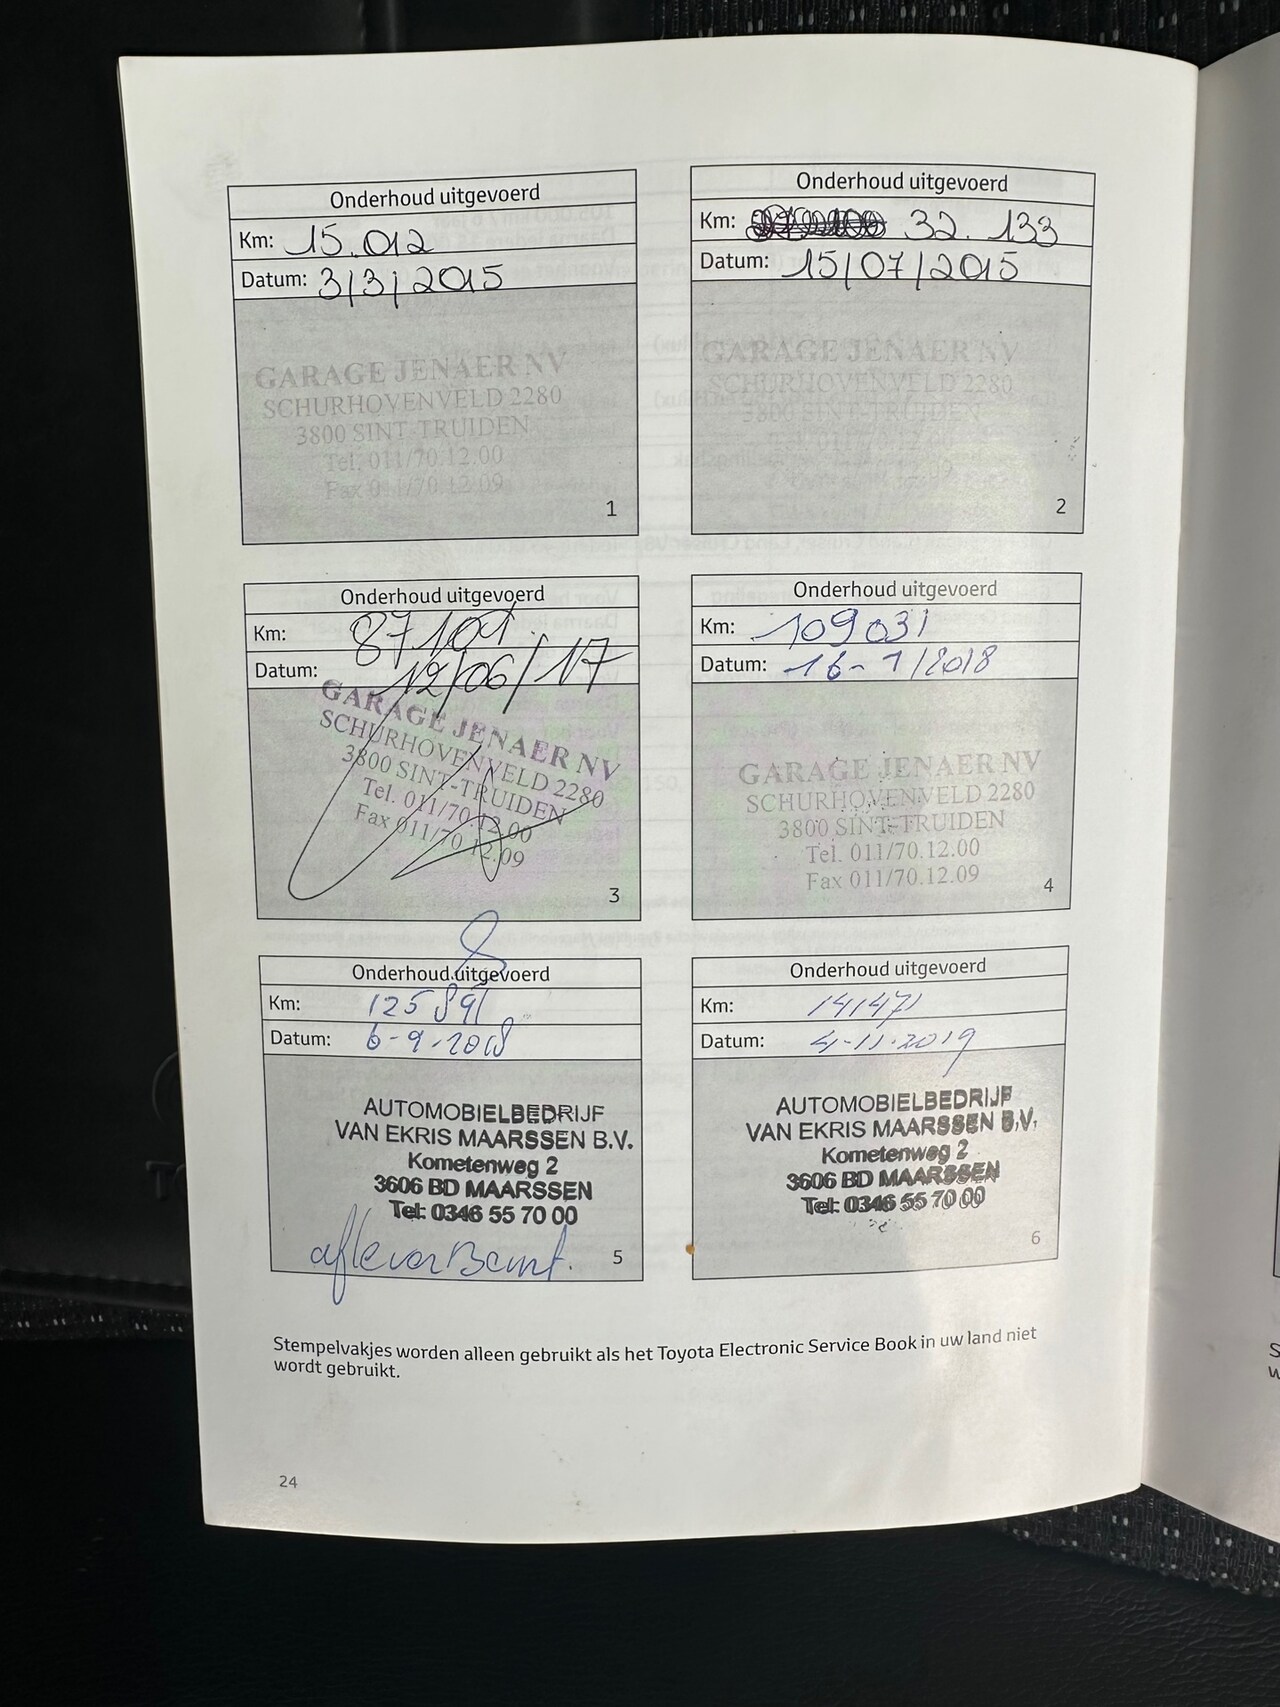 Onderhoud uitgevoerd
Km: 15.012
Datum: 3/3/2015
GARAGE JENAER NV
SCHURHOVENVELD 2280
3800 SINT-TRUIDEN
Tel. 011/70.12.00
Fax 011/70.12.09
1
Onderhoud uitgevoerd
Km: 32.133
Datum: 15/07/2015
GARAGE JENAER NV
SCHURHOVENVELD 2280
3800 SINT-TRUIDEN
2
Onderhoud uitgevoerd
Km: 87101
Datum: 12/06/17
GARAGE JENAER NV
SCHURHOVENVELD 2280
3800 SINT-TRUIDEN
Tel. 011/70.12.00
Fax 011/70.12.09
3
Onderhoud uitgevoerd
Km: 109031
Datum: 16-1/2018
GARAGE JENAER NV
SCHURHOVENVELD 2280
3800 SINT-TRUIDEN
Tel. 011/70.12.00
Fax 011/70.12.09
4
Onderhoud uitgevoerd
Km: 125891
Datum: 6-9-2018
AUTOMOBIELBEDRIJF
VAN EKRIS MAARSSEN B.V.
Kometenweg 2
3606 BD MAARSSEN
Tel: 0346 55 70 00
afleverBeurt.
5
Onderhoud uitgevoerd
Km: 141471
Datum: 4-11-2019
AUTOMOBIELBEDRIJF
VAN EKRIS MAARSSEN B.V.
Kometenweg 2
3606 BD MAARSSEN
Tel: 0346 55 70 00
6
Stempelvakjes worden alleen gebruikt als het Toyota Electronic Service Book in uw land niet
wordt gebruikt.
24